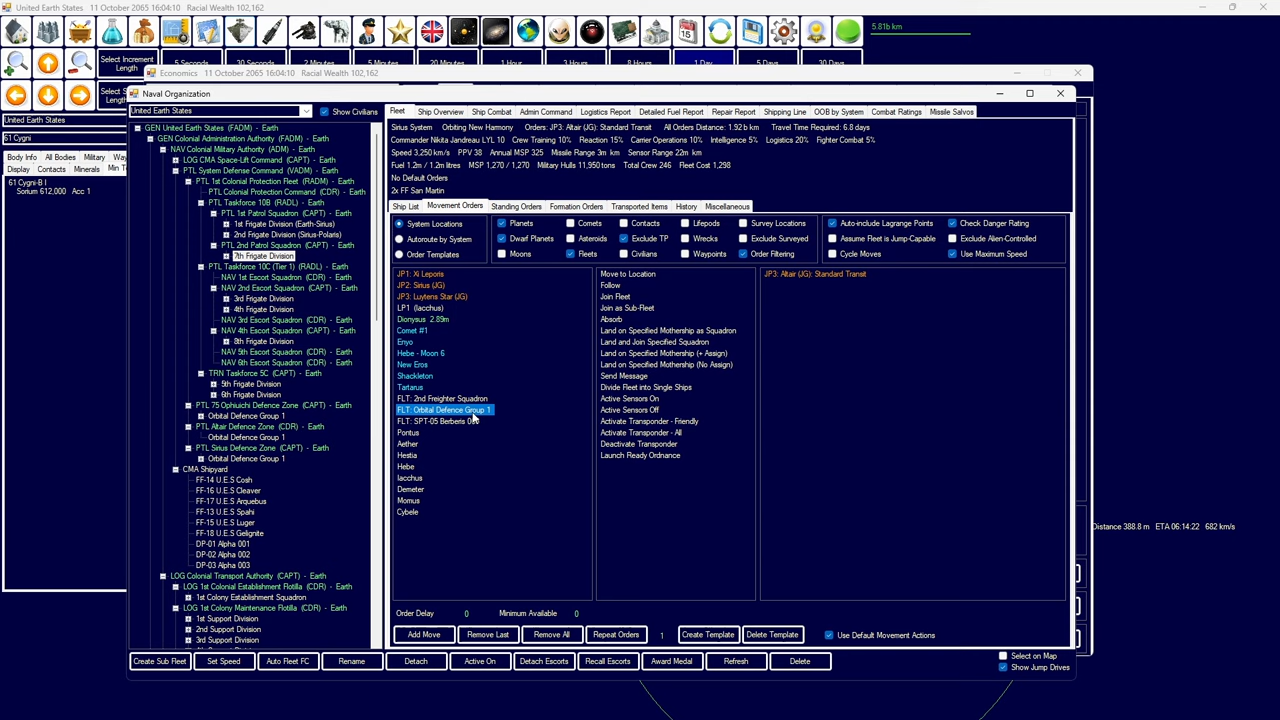 United Earth States   11 October 2065 16:04:10   Racial Wealth 102,162
5.81b km
Select Increment Length
5 Seconds
1 Day
Economics   11 October 2065 16:04:10   Racial Wealth 102,162
Naval Organization
United Earth States
61 Cygni
Body Info All Bodies Military
Display Contacts Minerals
61 Cygni-B I
Sorium 612,000 Acc 1
United Earth States
Show Civilians
GEN United Earth States (FADM) - Earth
GEN Colonial Administration Authority (FADM) - Earth
NAV Colonial Military Authority (ADM) - Earth
LOG CMA Space-Lift Command (CAPT) - Earth
PTL System Defense Command (VADM) - Earth
PTL 1st Colonial Protection Fleet (RADM) - Earth
PTL Colonial Protection Command (CDR) - Earth
PTL Taskforce 10B (RADL) - Earth
PTL 1st Patrol Squadron (CAPT) - Earth
1st Frigate Division (Earth-Sirius)
2nd Frigate Division (Sirius-Polaris)
PTL 2nd Patrol Squadron (CAPT) - Earth
7th Frigate Division
PTL Taskforce 10C (Tier 1) (RADL) - Earth
NAV 1st Escort Squadron (CDR) - Earth
NAV 2nd Escort Squadron (CAPT) - Earth
3rd Frigate Division
4th Frigate Division
NAV 3rd Escort Squadron (CDR) - Earth
NAV 4th Escort Squadron (CAPT) - Earth
8th Frigate Division
NAV 5th Escort Squadron (CDR) - Earth
NAV 6th Escort Squadron (CDR) - Earth
TRN Taskforce 5C (CAPT) - Earth
5th Frigate Division
6th Frigate Division
PTL 75 Ophiuichi Defence Zone (CAPT) - Earth
Orbital Defence Group 1
PTL Altair Defence Zone (CDR) - Earth
Orbital Defence Group 1
PTL Sirius Defence Zone (CAPT) - Earth
Orbital Defence Group 1
CMA Shipyard
FF-14 U.E.S Cosh
FF-16 U.E.S Cleaver
FF-17 U.E.S Arquebus
FF-13 U.E.S Spahi
FF-15 U.E.S Luger
FF-18 U.E.S Gelignite
DP-01 Alpha 001
DP-02 Alpha 002
DP-03 Alpha 003
LOG Colonial Transport Authority (CAPT) - Earth
LOG 1st Colonial Establishment Flotilla (CDR) - Earth
1st Colony Establishment Squadron
LOG 1st Colony Maintenance Flotilla (CDR) - Earth
1st Support Division
2nd Support Division
3rd Support Division
Fleet Ship Overview Ship Combat Admin Command Logistics Report Detailed Fuel Report Repair Report Shipping Line OOB by System Combat Ratings Missile Salvos
Sirius System   Orbiting New Harmony   Orders: JP3: Altair (JG): Standard Transit   All Orders Distance: 1.92b km   Travel Time Required: 6.8 days
Commander Nikita Jandreau LYL 10   Crew Training 10%   Reaction 15%   Carrier Operations 10%   Intelligence 5%   Logistics 20%   Fighter Combat 5%
Speed 3,250 km/s   PPV 38   Annual MSP 325   Missile Range 3m km   Sensor Range 22m km
Fuel 1.2m / 1.2m litres   MSP 1,270 / 1,270   Military Hulls 11,950 tons   Total Crew 246   Fleet Cost 1,298
No Default Orders
2x FF San Martin
Ship List Movement Orders Standing Orders Formation Orders Transported Items History Miscellaneous
System Locations Planets Comets Contacts Lifepods Survey Locations Auto-include Lagrange Points Check Danger Rating
Autoroute by System Dwarf Planets Asteroids Exclude TP Wrecks Exclude Surveyed Assume Fleet is Jump-Capable Exclude Alien-Controlled
Order Templates Moons Fleets Civilians Waypoints Order Filtering Cycle Moves Use Maximum Speed
JP1: Xi Leporis
JP2: Sirius (JG)
JP3: Luytens Star (JG)
LP1 (Iacchus)
Dionysus 2.89m
Comet #1
Enyo
Hebe - Moon 6
New Eros
Shackleton
Tartarus
FLT: 2nd Freighter Squadron
FLT: Orbital Defence Group 1
FLT: SPT-05 Berberis
Pontus
Aether
Hestia
Hebe
Iacchus
Demeter
Momus
Cybele
Move to Location
Follow
Join Fleet
Join as Sub-Fleet
Absorb
Land on Specified Mothership as Squadron
Land and Join Specified Squadron
Land on Specified Mothership (+ Assign)
Land on Specified Mothership (No Assign)
Send Message
Divide Fleet into Single Ships
Active Sensors On
Active Sensors Off
Activate Transponder - Friendly
Activate Transponder - All
Deactivate Transponder
Launch Ready Ordnance
JP3: Altair (JG): Standard Transit
Distance 388.8 m ETA 06:14:22 682 km/s
Order Delay 0 Minimum Available 0
Add Move Remove Last Remove All Repeat Orders 1 Create Template Delete Template Use Default Movement Actions
Create Sub Fleet Set Speed Auto Fleet FC Rename Detach Active On Detach Escorts Recall Escorts Award Medal Refresh Delete
Select on Map
Show Jump Drives